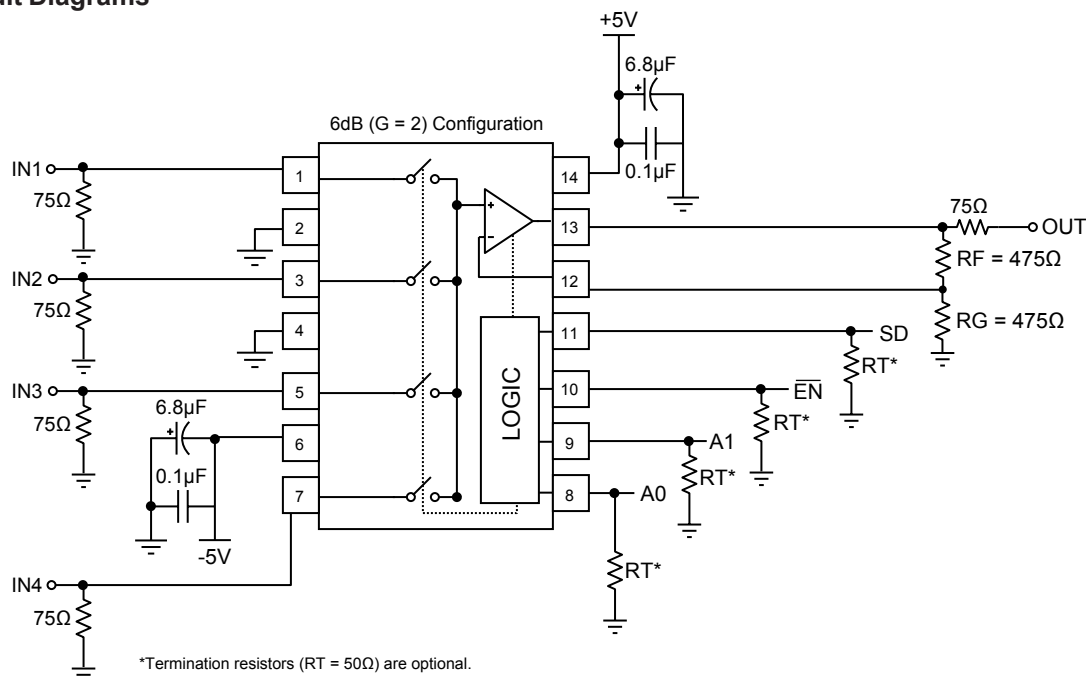 uit Diagrams
+5V
6.8µF
+
0.1µF
6dB (G = 2) Configuration
IN1
75Ω
1
2
IN2
75Ω
3
4
IN3
75Ω
5
6.8µF
+
6
0.1µF
7
-5V
IN4
75Ω
+
-
LOGIC
14
13
12
11
10
9
8
75Ω
OUT
RF = 475Ω
RG = 475Ω
SD
RT*
E̅N̅
RT*
A1
RT*
A0
RT*
*Termination resistors (RT = 50Ω) are optional.